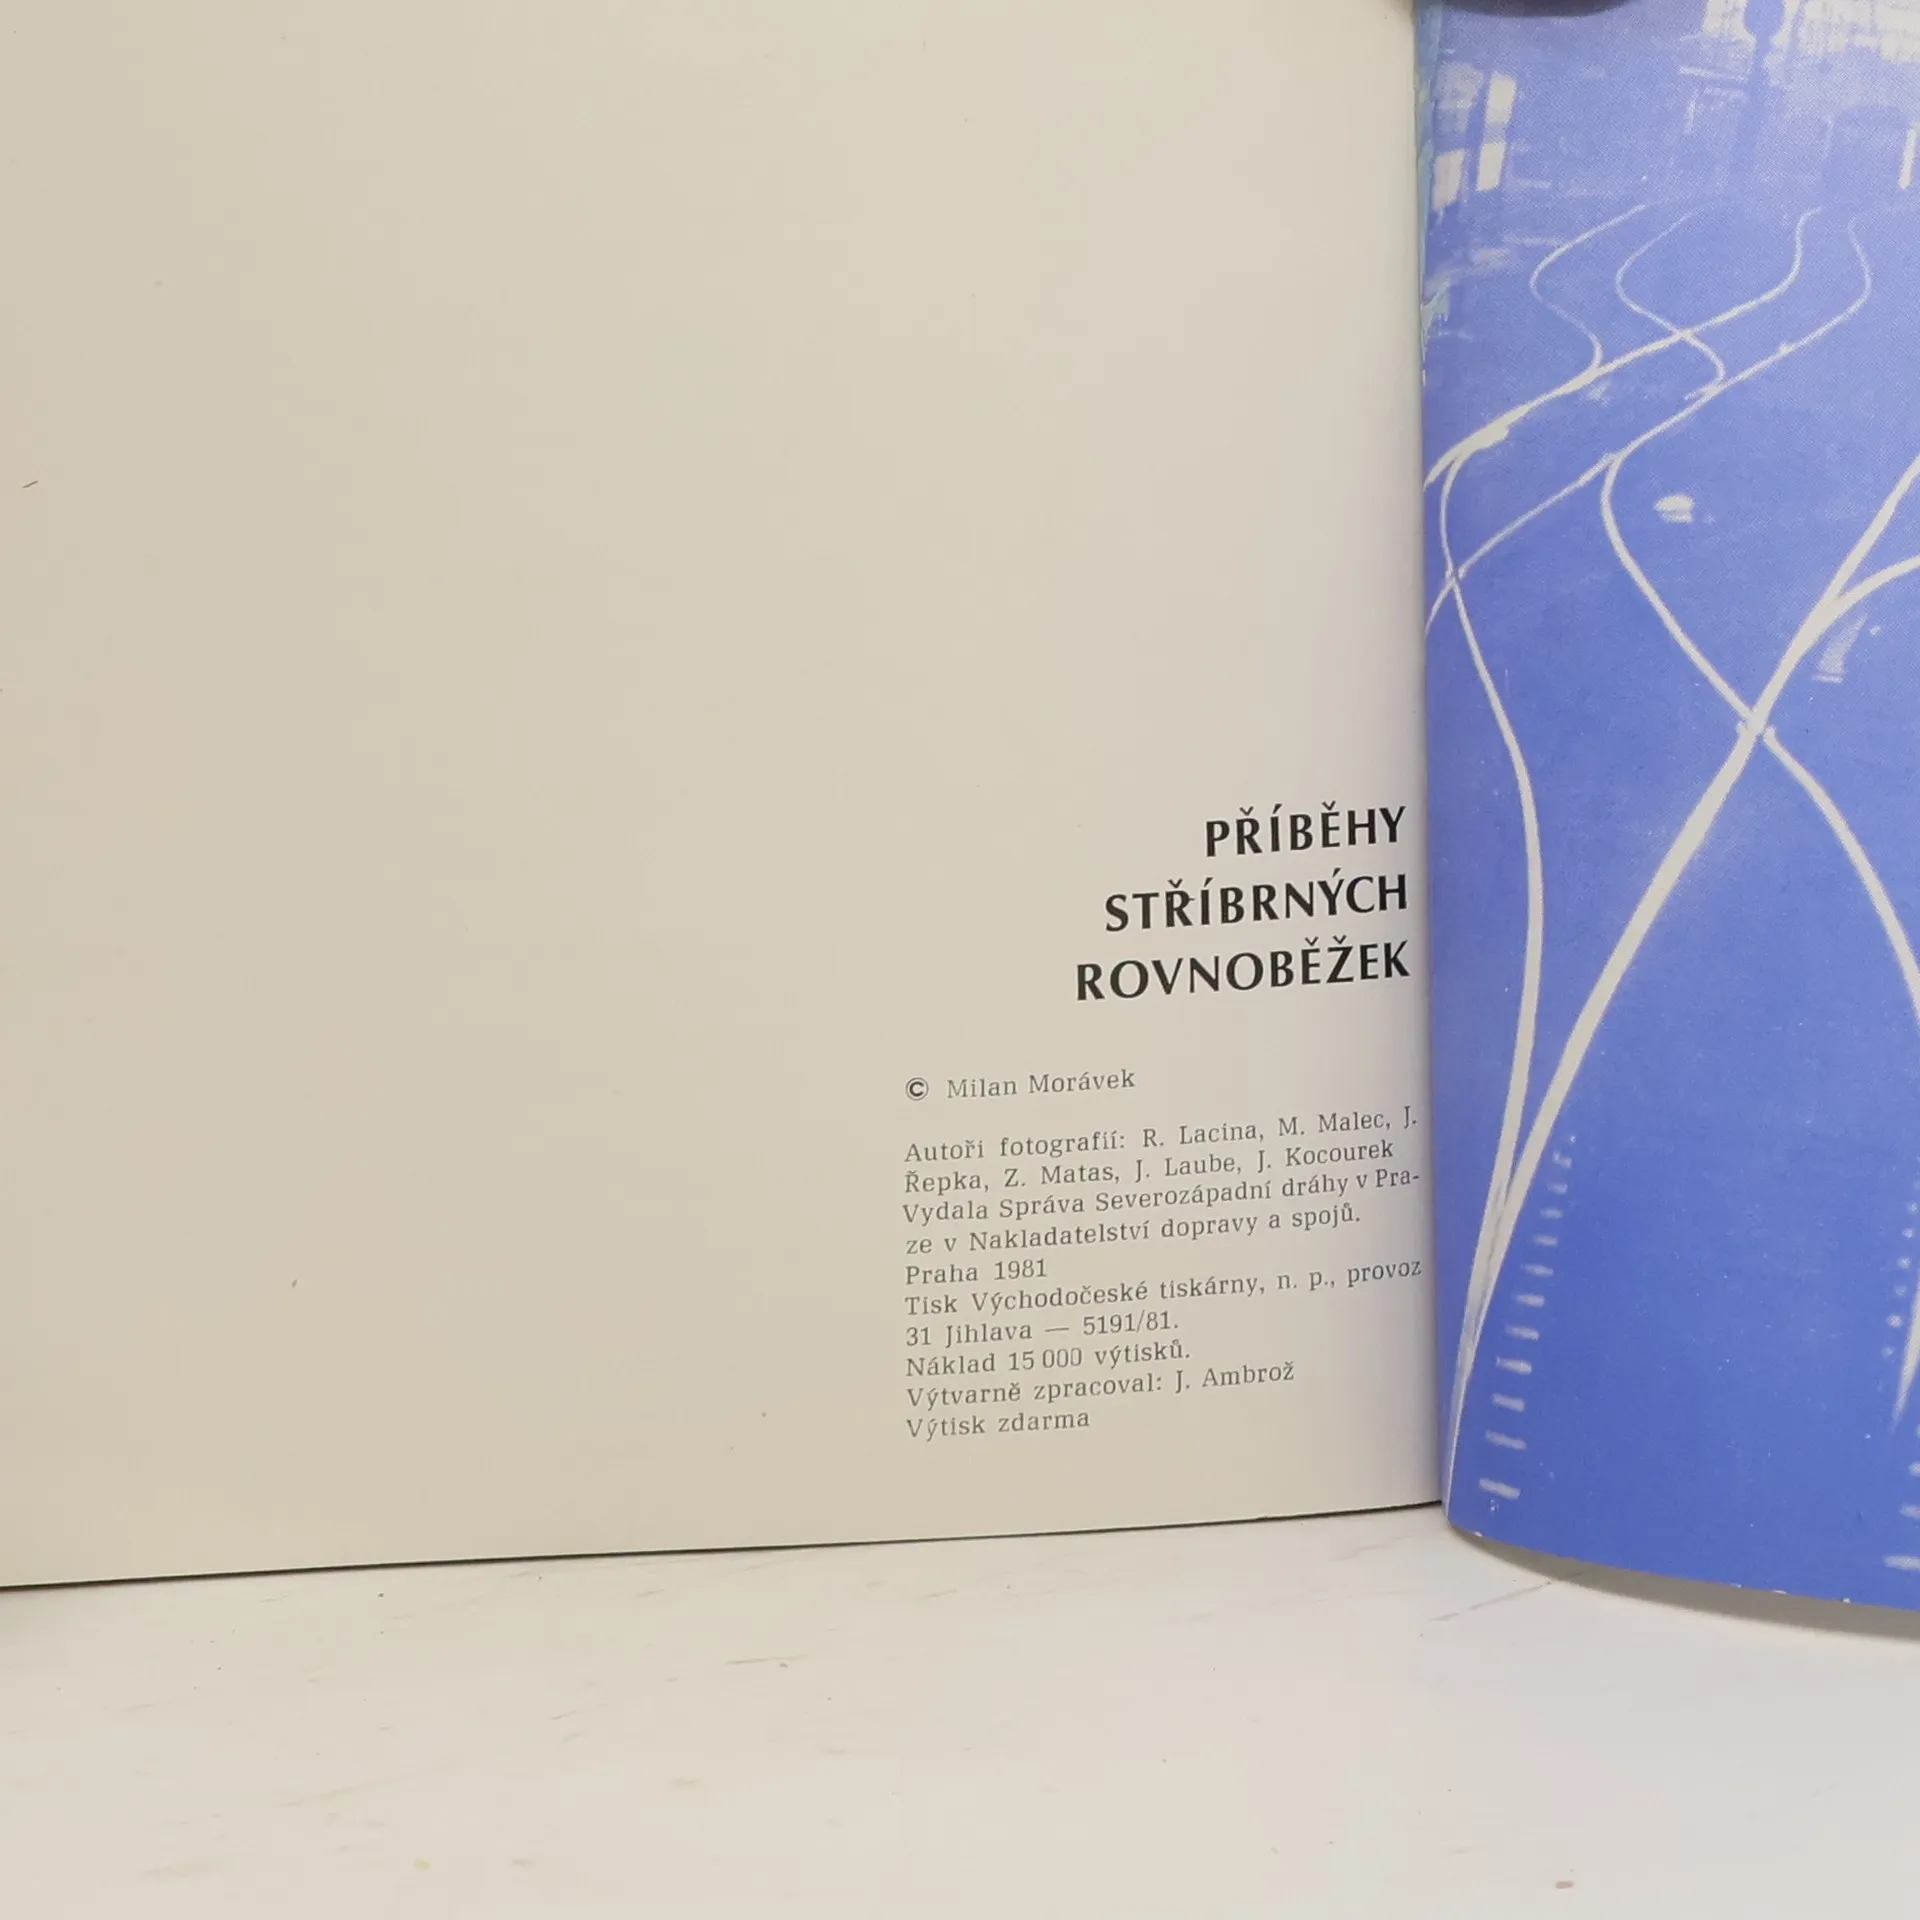 PŘÍBĚHY
STŘÍBRNÝCH
ROVNOBĚŽEK
© Milan Morávek
Autoři fotografií: R. Lacina, M. Malec, J.
Řepka, Z. Matas, J. Laube, J. Kocourek
Vydala Správa Severozápadní dráhy v Pra-
ze v Nakladatelství dopravy a spojů.
Praha 1981
Tisk Východočeské tiskárny, n. p., provoz
31 Jihlava — 5191/81.
Náklad 15 000 výtisků.
Výtvarně zpracoval: J. Ambrož
Výtisk zdarma